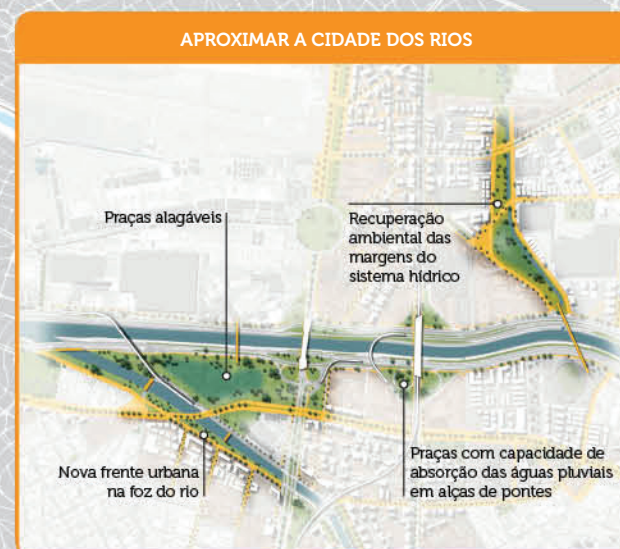 APROXIMAR A CIDADE DOS RIOS
Praças alagáveis
Recuperação
ambiental das
margens do
sistema hídrico
Nova frente urbana
na foz do rio
Praças com capacidade de
absorção das águas pluviais
em alças de pontes